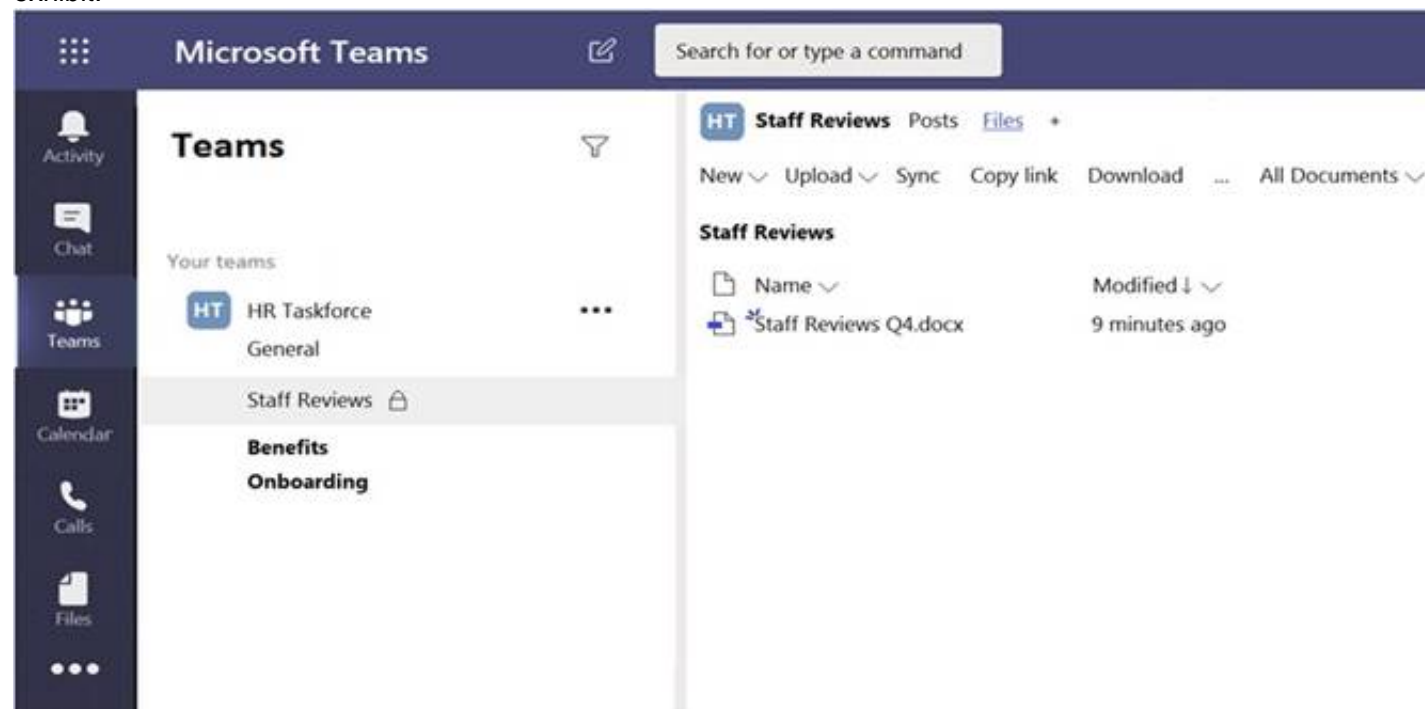 Microsoft Teams
Search for or type a command
Activity
Chat
Teams
Calendar
Calls
Files
Teams
Your teams
HT HR Taskforce
General
Staff Reviews
Benefits
Onboarding
HT Staff Reviews Posts Files +
New Upload Sync Copy link Download ... All Documents
Staff Reviews
Name Modified ↓
Staff Reviews Q4.docx 9 minutes ago